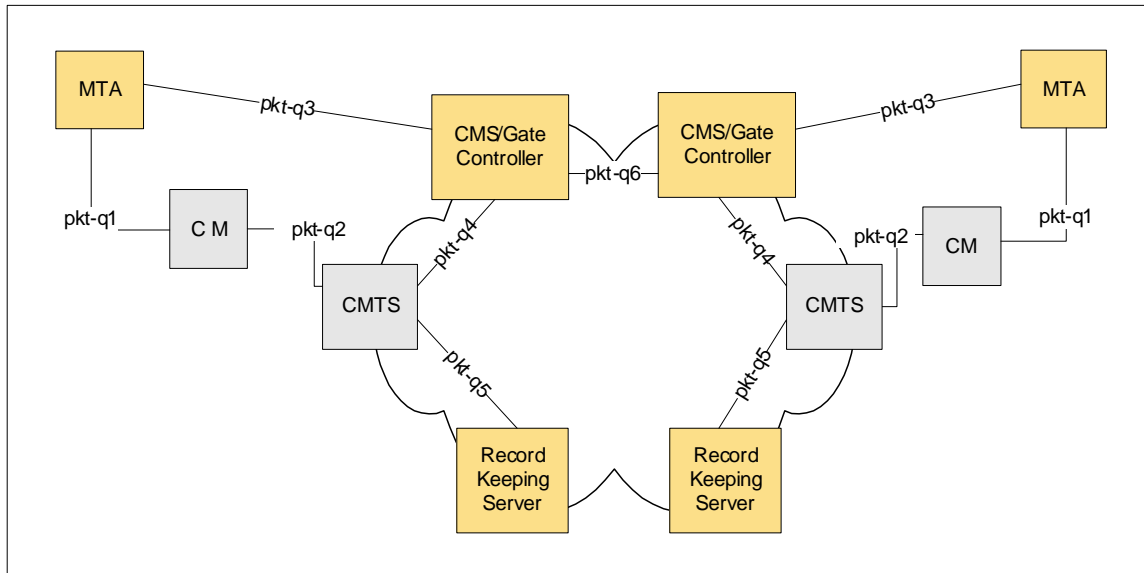 MTA
MTA
pkt-q3
pkt-q3
CMS/Gate
Controller
CMS/Gate
Controller
pkt-q6
pkt-q1
C M
pkt-q2
pkt-q4
pkt-q4
pkt-q2
CM
pkt-q1
CMTS
CMTS
pkt-q5
pkt-q5
Record
Keeping
Server
Record
Keeping
Server